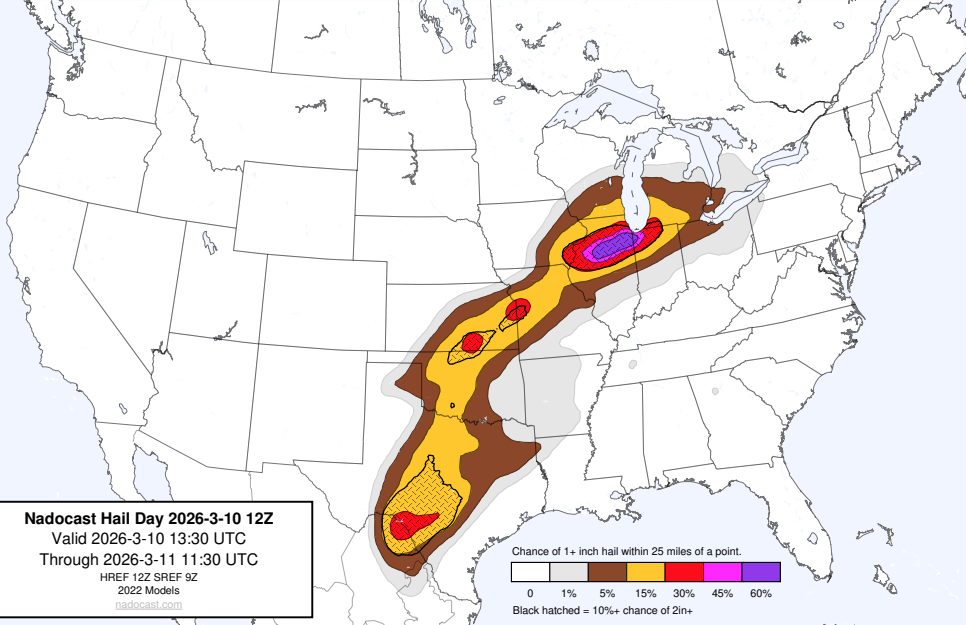 Nadocast Hail Day 2026-3-10 12Z
Valid 2026-3-10 13:30 UTC
Through 2026-3-11 11:30 UTC
HREF 12Z SREF 9Z
2022 Models
nadocast.com
Chance of 1+ inch hail within 25 miles of a point.
0 1% 5% 15% 30% 45% 60%
Black hatched = 10%+ chance of 2in+